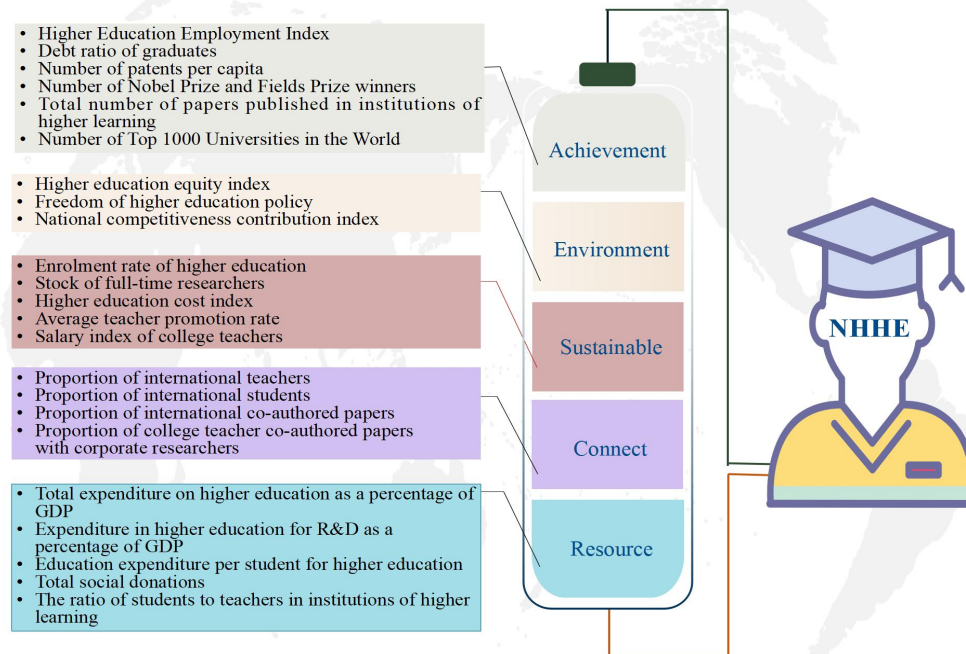 • Higher Education Employment Index
• Debt ratio of graduates
• Number of patents per capita
• Number of Nobel Prize and Fields Prize winners
• Total number of papers published in institutions of
higher learning
• Number of Top 1000 Universities in the World
Achievement
• Higher education equity index
• Freedom of higher education policy
• National competitiveness contribution index
Environment
• Enrolment rate of higher education
• Stock of full-time researchers
• Higher education cost index
• Average teacher promotion rate
• Salary index of college teachers
Sustainable
• Proportion of international teachers
• Proportion of international students
• Proportion of international co-authored papers
• Proportion of college teacher co-authored papers
with corporate researchers
Connect
• Total expenditure on higher education as a percentage of
GDP
• Expenditure in higher education for R&D as a
percentage of GDP
• Education expenditure per student for higher education
• Total social donations
• The ratio of students to teachers in institutions of higher
learning
Resource
NHHE